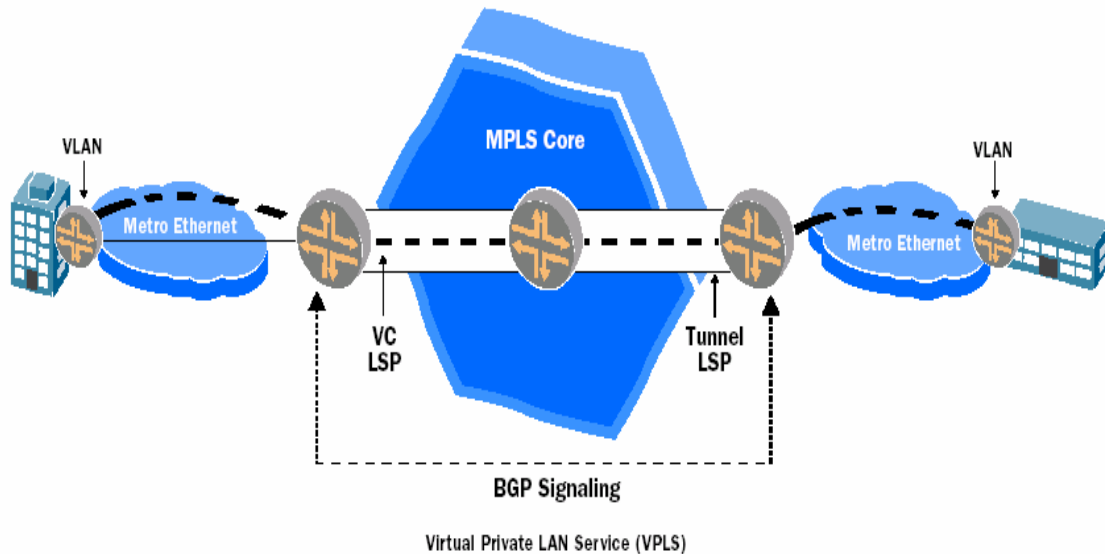 MPLS Core
VLAN
VLAN
Metro Ethernet
Metro Ethernet
VC
LSP
Tunnel
LSP
BGP Signaling
Virtual Private LAN Service (VPLS)